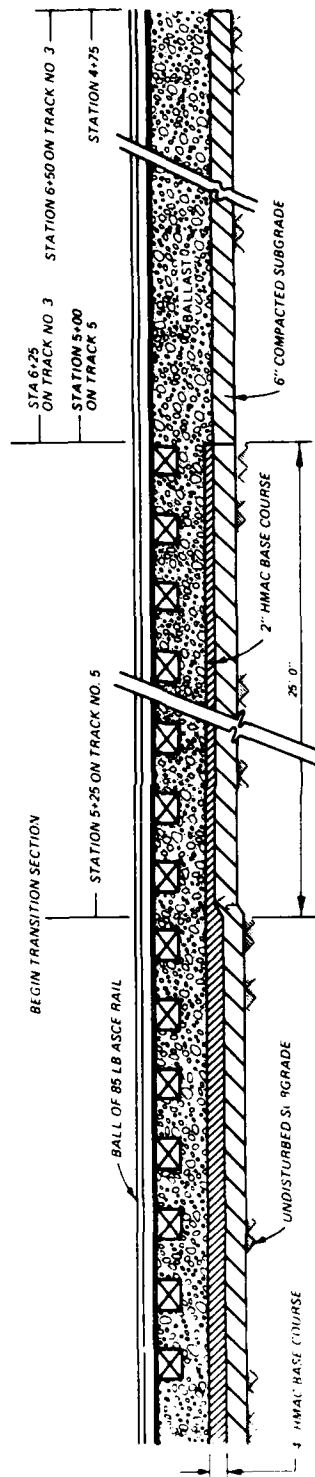 BEGIN TRANSITION SECTION
STATION 5+25 ON TRACK NO. 5
STA 6+25
ON TRACK NO 3
STATION 5+00
ON TRACK 5
STATION 6+50 ON TRACK NO 3
STATION 4+75
BALL OF 85 LB ASCE RAIL
BALLAST
UNDISTURBED
HMAC BASE COURSE
2" HMAC BASE COURSE
25' 0"
6" COMPACTED SUBGRADE